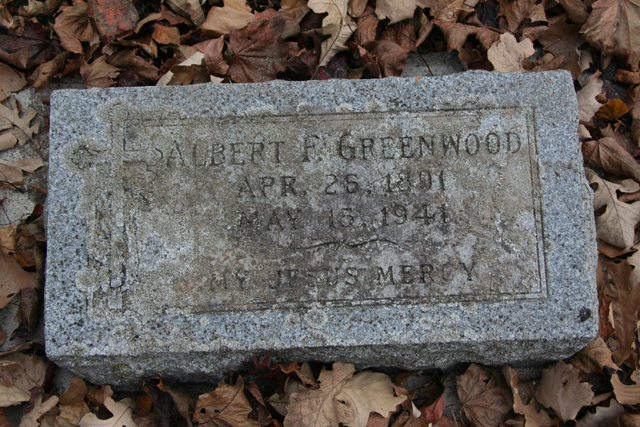 ALBERT F. GREENWOOD
APR. 26, 1891
MAY 13, 1941
MY JESUS MERCY